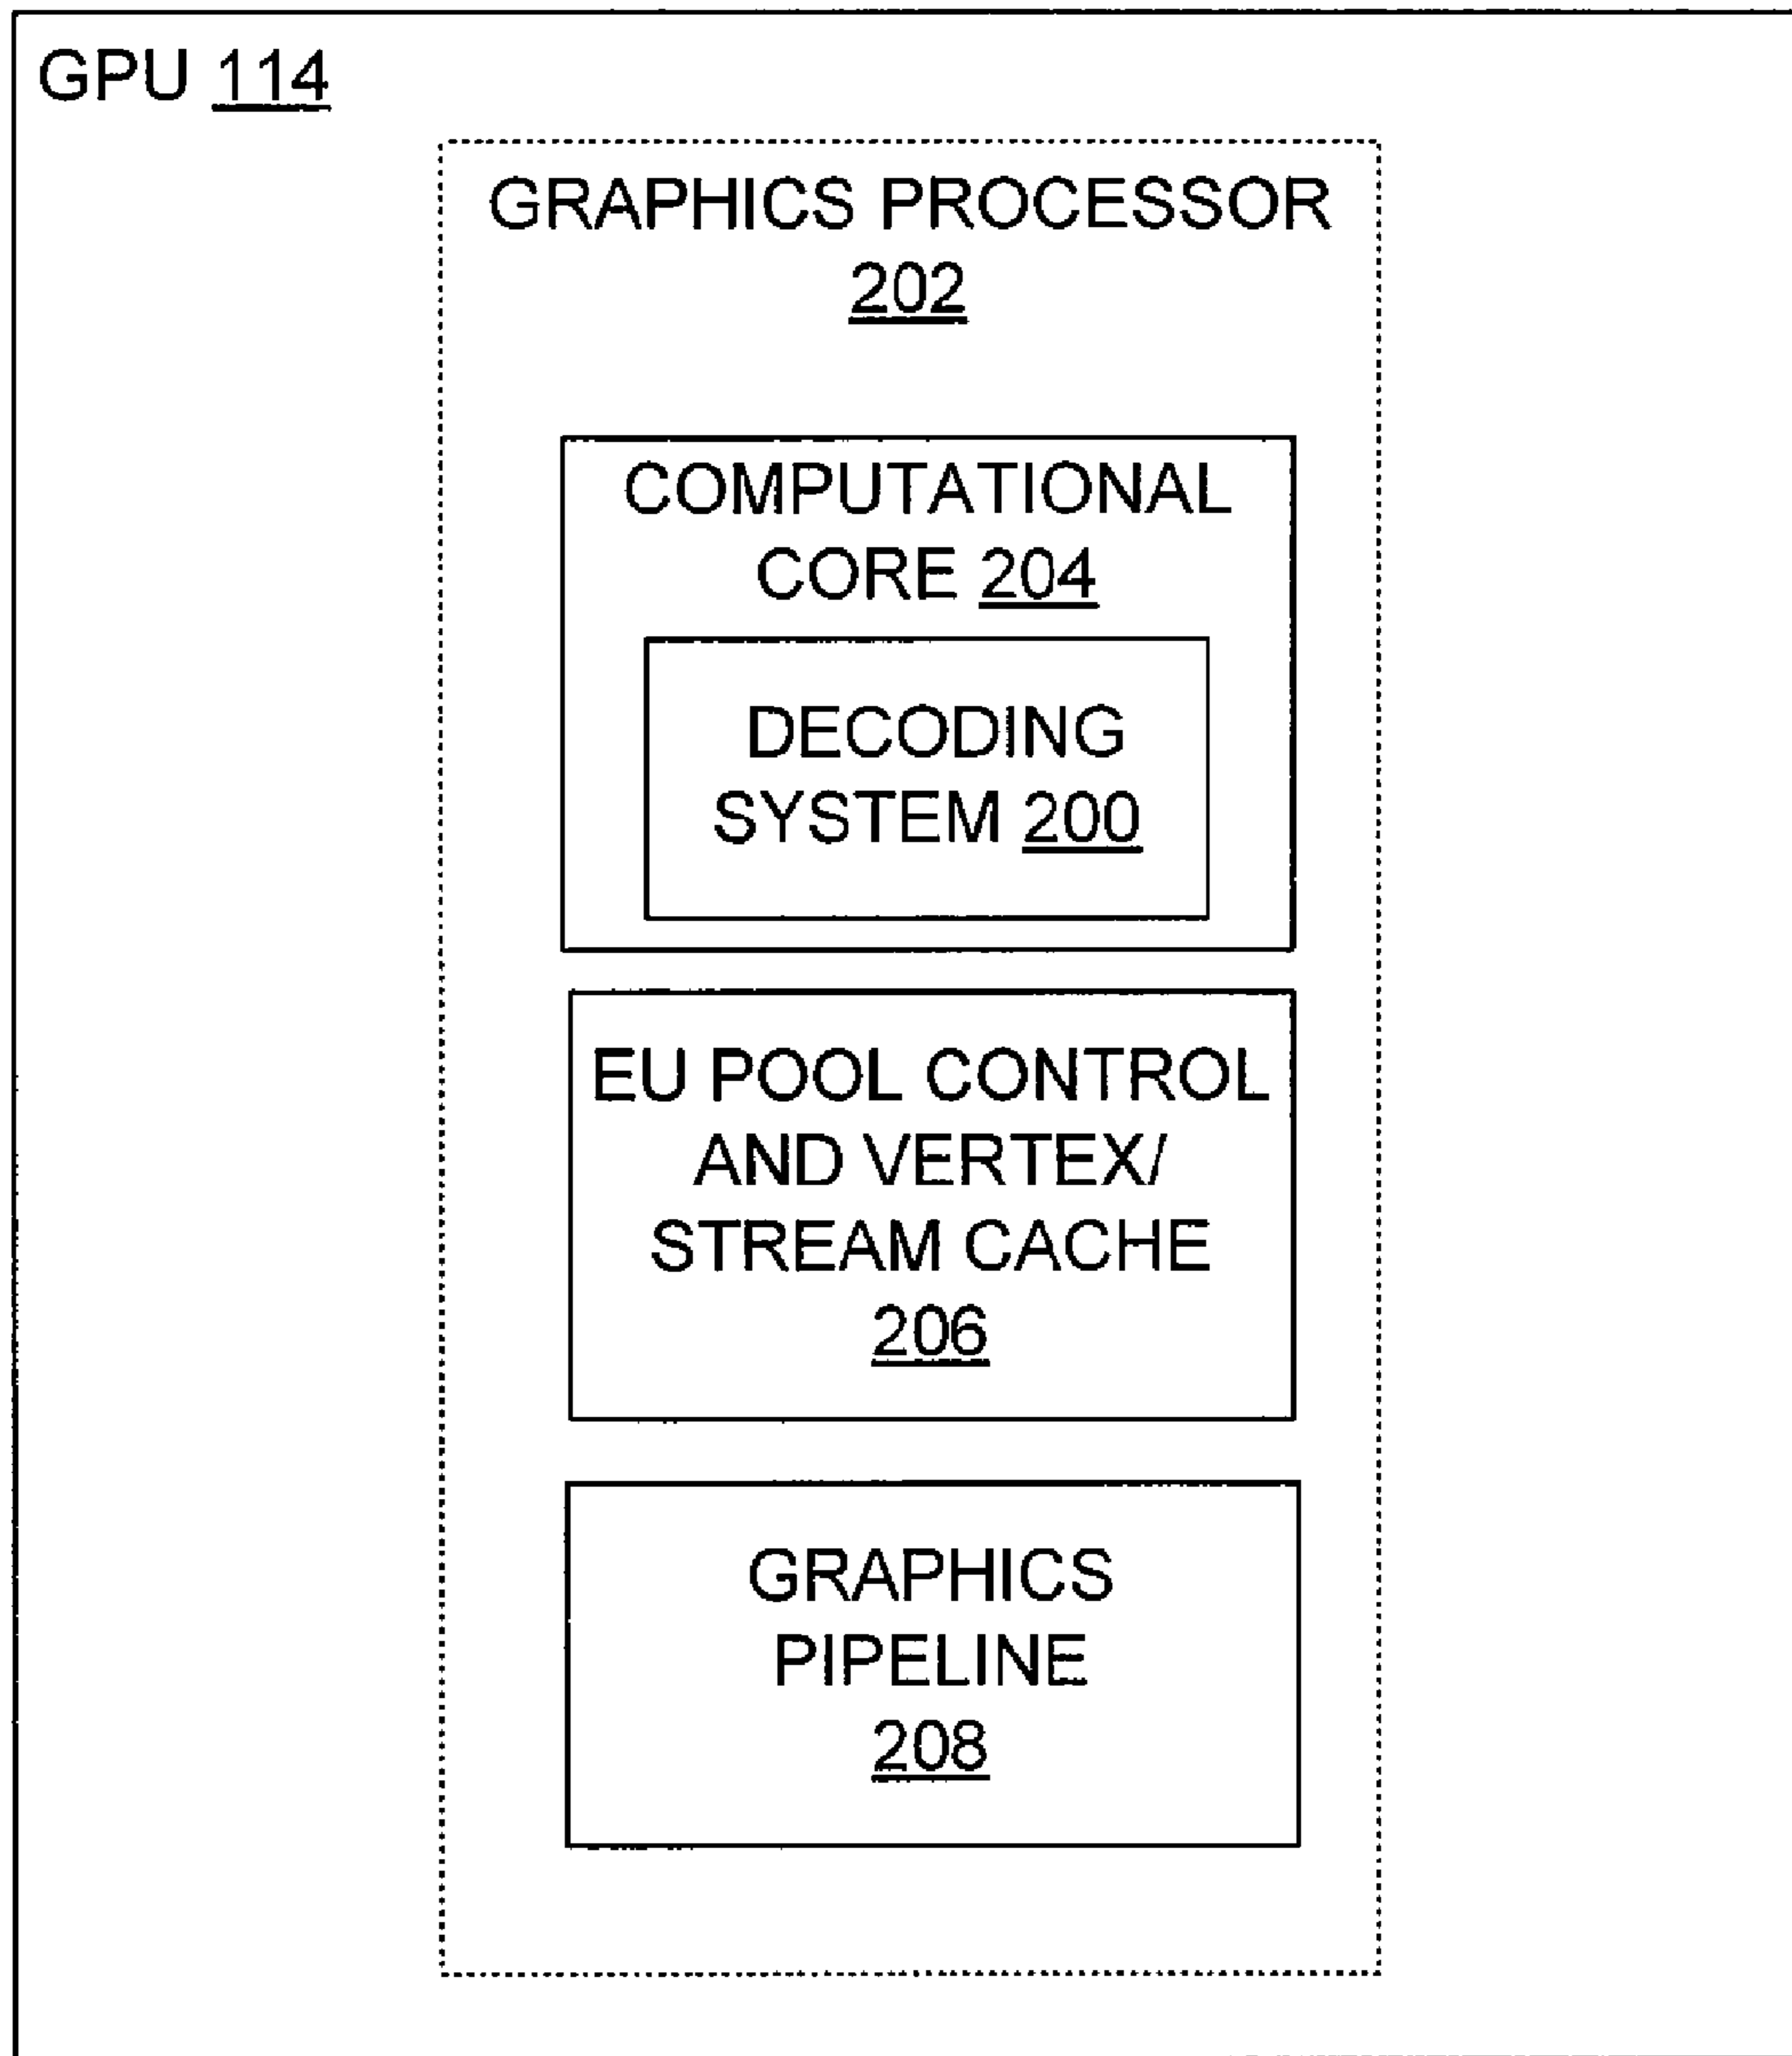 GPU 114
GRAPHICS PROCESSOR
202
COMPUTATIONAL
CORE 204
DECODING
SYSTEM 200
EU POOL CONTROL
AND VERTEX/
STREAM CACHE
206
GRAPHICS
PIPELINE
208